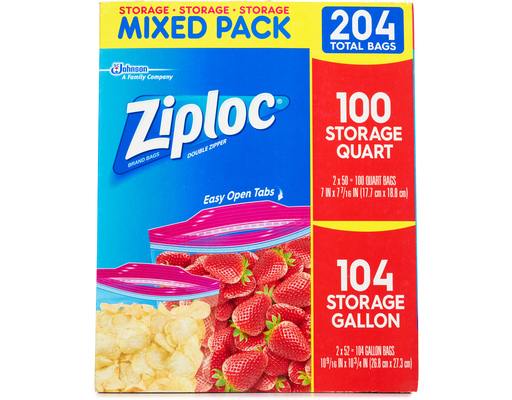 STORAGE • STORAGE • STORAGE
MIXED PACK
204
TOTAL BAGS
SC Johnson
A Family Company
Ziploc®
BRAND BAGS
DOUBLE ZIPPER
Easy Open Tabs
100
STORAGE
QUART
2 x 50 = 100 QUART BAGS
7 IN x 7 7/16 IN (17.7 cm x 18.8 cm)
104
STORAGE
GALLON
2 x 52 = 104 GALLON BAGS
10 9/16 IN x 10 3/4 IN (26.8 cm x 27.3 cm)